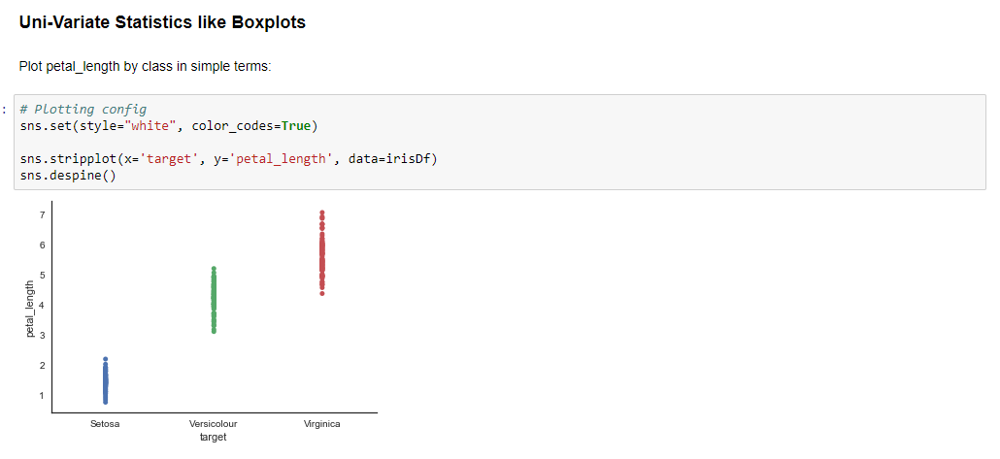 Uni-Variate Statistics like Boxplots
Plot petal_length by class in simple terms:
:
# Plotting config
sns.set(style="white", color_codes=True)
sns.stripplot(x='target', y='petal_length', data=irisDf)
sns.despine()
7
6
5
4
3
2
1
petal_length
Setosa Versicolour Virginica
target